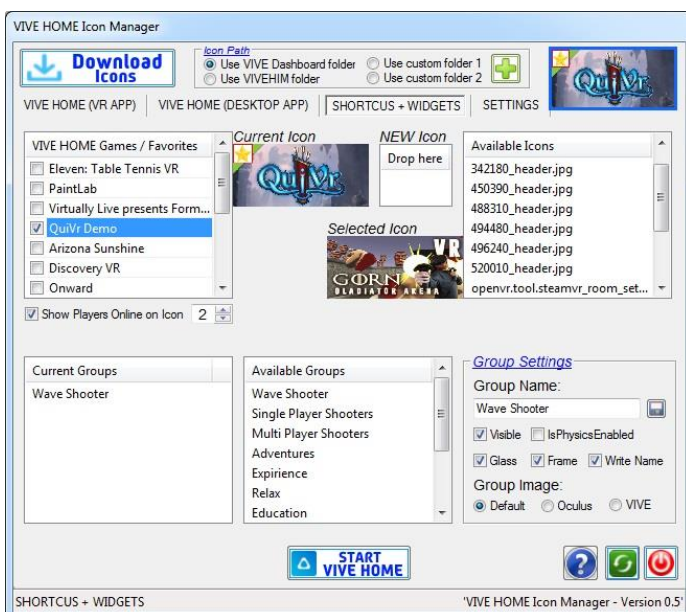 VIVE HOME Icon Manager
Download Icons
Icon Path
Use VIVE Dashboard folder
Use custom folder 1
Use VIVEHIM folder
Use custom folder 2
QuiVr
VIVE HOME (VR APP)
VIVE HOME (DESKTOP APP)
SHORTCUS + WIDGETS
SETTINGS
VIVE HOME Games / Favorites
Eleven: Table Tennis VR
PaintLab
Virtually Live presents Form...
QuiVr Demo
Arizona Sunshine
Discovery VR
Onward
Show Players Online on Icon 2
Current Icon
QuiVr
NEW Icon
Drop here
Selected Icon
VR
GORN
GLADIATOR ARENA
Available Icons
342180_header.jpg
450390_header.jpg
488310_header.jpg
494480_header.jpg
496240_header.jpg
520010_header.jpg
openvr.tool.steamvr_room_set...
Current Groups
Wave Shooter
Available Groups
Wave Shooter
Single Player Shooters
Multi Player Shooters
Adventures
Expirience
Relax
Education
Group Settings
Group Name:
Wave Shooter
Visible
IsPhysicsEnabled
Glass
Frame
Write Name
Group Image:
Default
Oculus
VIVE
START
VIVE HOME
?
SHORTCUS + WIDGETS
'VIVE HOME Icon Manager - Version 0.5'